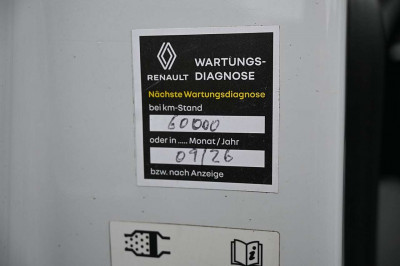 RENAULT
WARTUNGS-
DIAGNOSE
Nächste Wartungsdiagnose
bei km-Stand
60000
oder in ..... Monat/Jahr
09/26
bzw. nach Anzeige
i